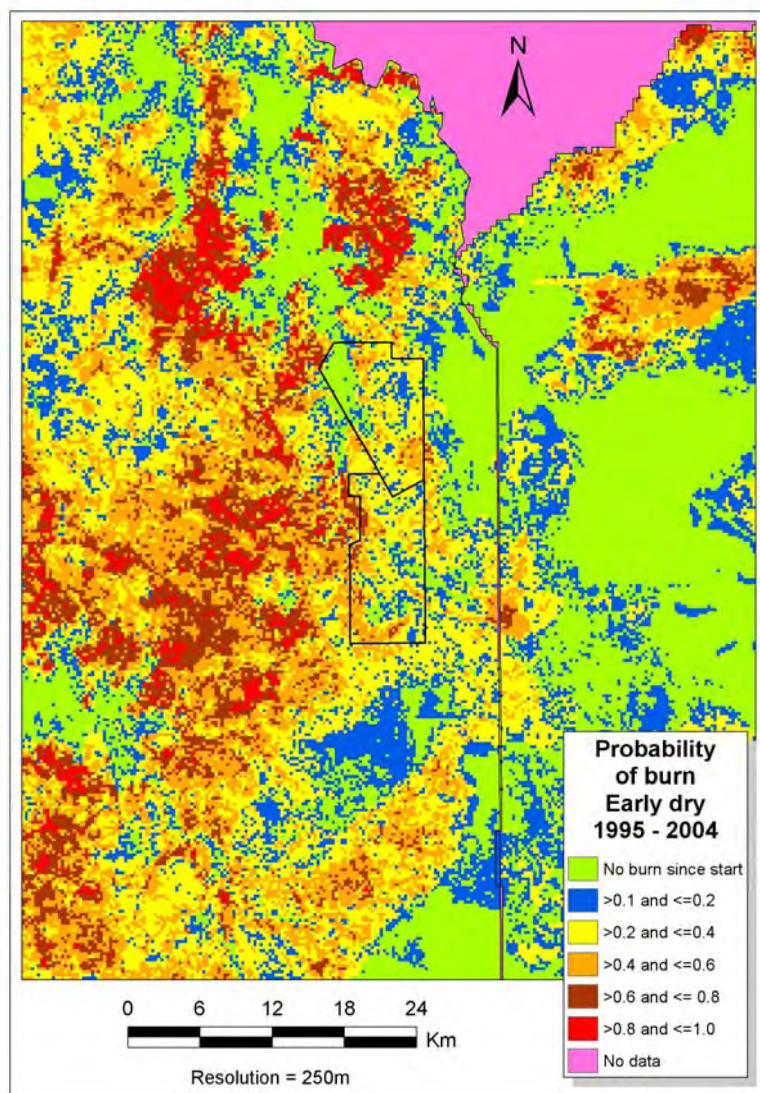 N
Probability
of burn
Early dry
1995 - 2004
No burn since start
>0.1 and <=0.2
>0.2 and <=0.4
>0.4 and <=0.6
>0.6 and <= 0.8
>0.8 and <=1.0
No data
0 6 12 18 24
Km
Resolution = 250m